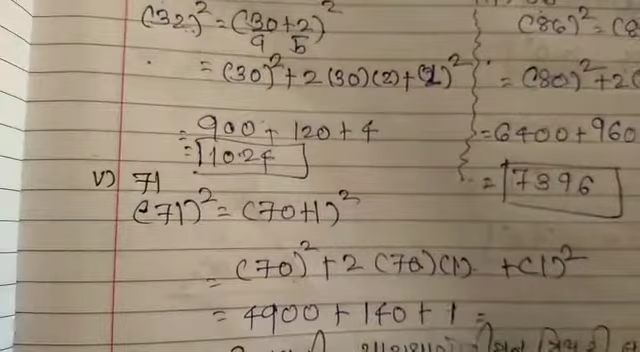 (32)² = (30+2)²
a b
= (30)² + 2(30)(2) + (2)²
= 900 + 120 + 4
= 1024
(86)² = (8
= (80)² + 2(
= 6400 + 960
= 7396
v) 71
(71)² = (70+1)²
= (70)² + 2(70)(1) + (1)²
= 4900 + 140 + 1 =